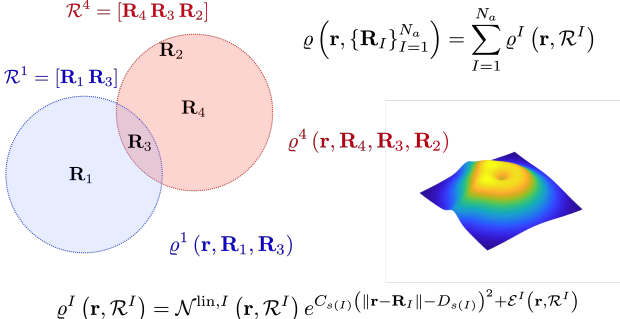 ℛ⁴ = [R₄ R₃ R₂]
ϱ(r, {R_I}_{I=1}^{N_a}) = ∑_{I=1}^{N_a} ϱ^I(r, ℛ^I)
R₂
ℛ¹ = [R₁ R₃]
R₄
R₃
ϱ⁴(r, R₄, R₃, R₂)
R₁
ϱ¹(r, R₁, R₃)
ϱ^I(r, ℛ^I) = 𝒩^{lin,I}(r, ℛ^I) e^{C_{s(I)}(‖r−R_I‖−D_{s(I)})²+ℰ^I(r,ℛ^I)}